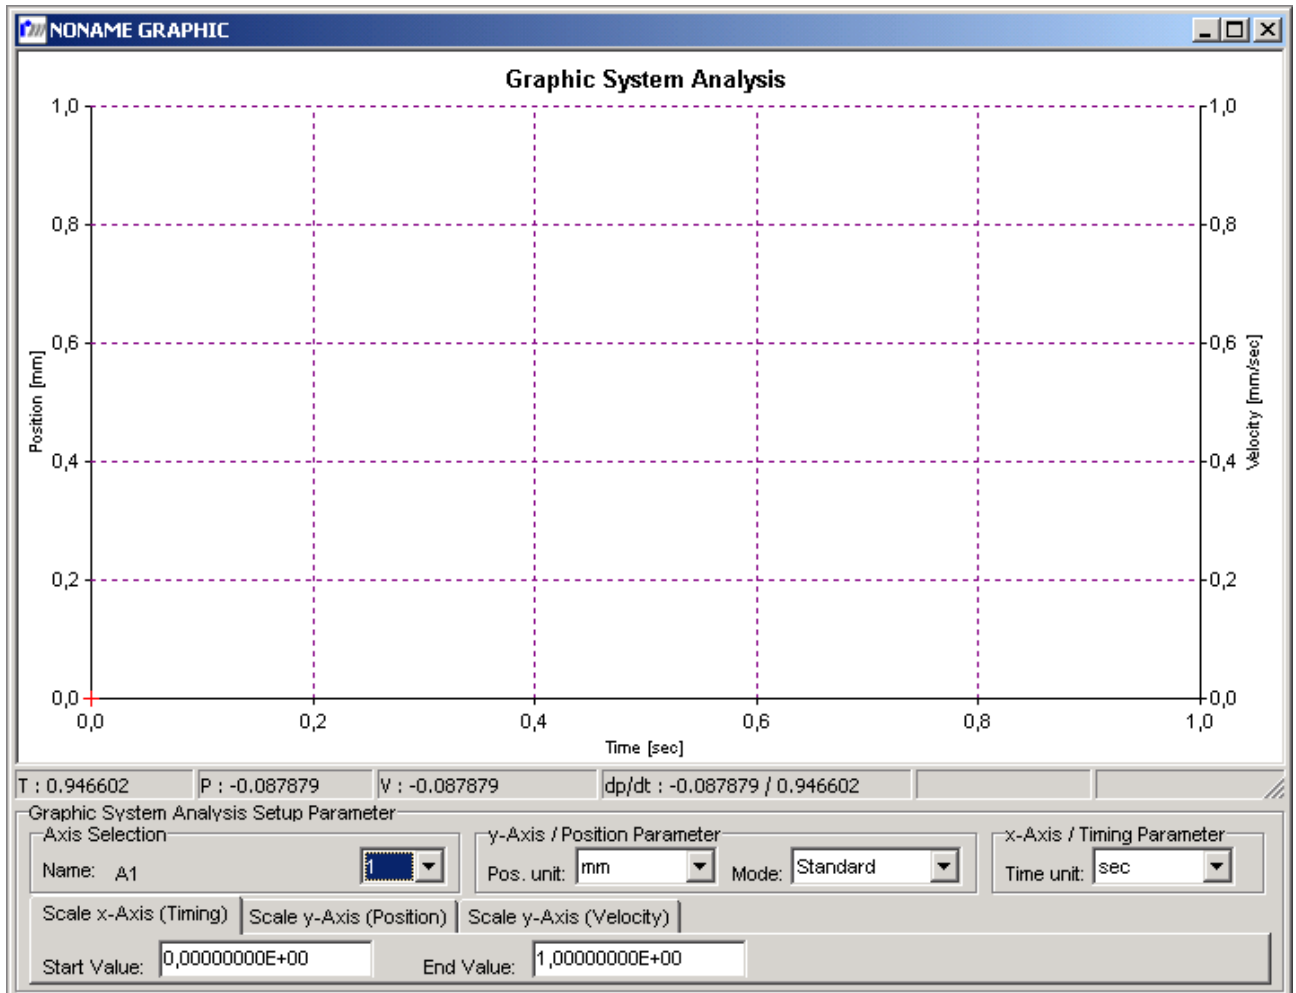 NONAME GRAPHIC
Graphic System Analysis
1,0 1,0
0,8 0,8
0,6 0,6
Position [mm] Velocity [mm/sec]
0,4 0,4
0,2 0,2
0,0 0,0
0,0 0,2 0,4 0,6 0,8 1,0
Time [sec]
T : 0.946602 P : -0.087879 V : -0.087879 dp/dt : -0.087879 / 0.946602
Graphic System Analysis Setup Parameter
Axis Selection y-Axis / Position Parameter x-Axis / Timing Parameter
Name: A1 1 Pos. unit: mm Mode: Standard Time unit: sec
Scale x-Axis (Timing) Scale y-Axis (Position) Scale y-Axis (Velocity)
Start Value: 0,00000000E+00 End Value: 1,00000000E+00